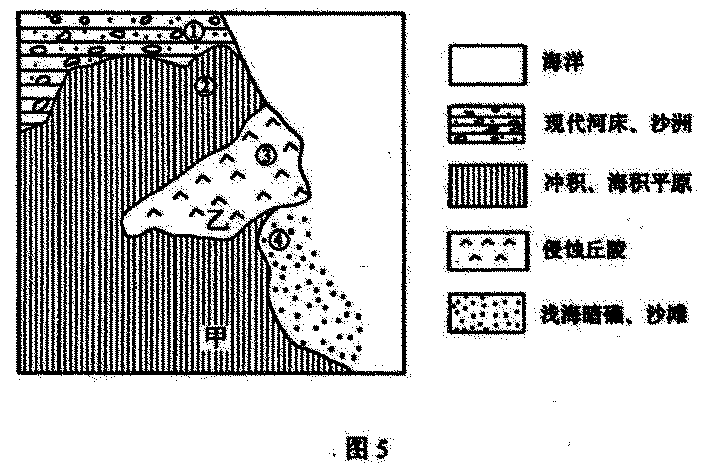 ①
②
③
乙
④
甲
海洋
现代河床、沙洲
冲积、海积平原
侵蚀丘陵
浅海暗礁、沙滩
图 5